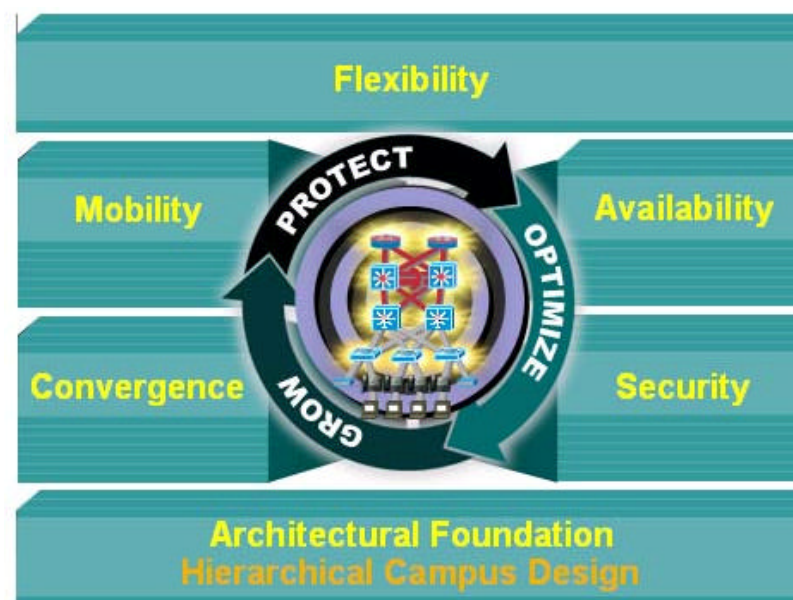 Flexibility
PROTECT
Mobility
Availability
OPTIMIZE
Convergence
Security
GROW
Architectural Foundation
Hierarchical Campus Design